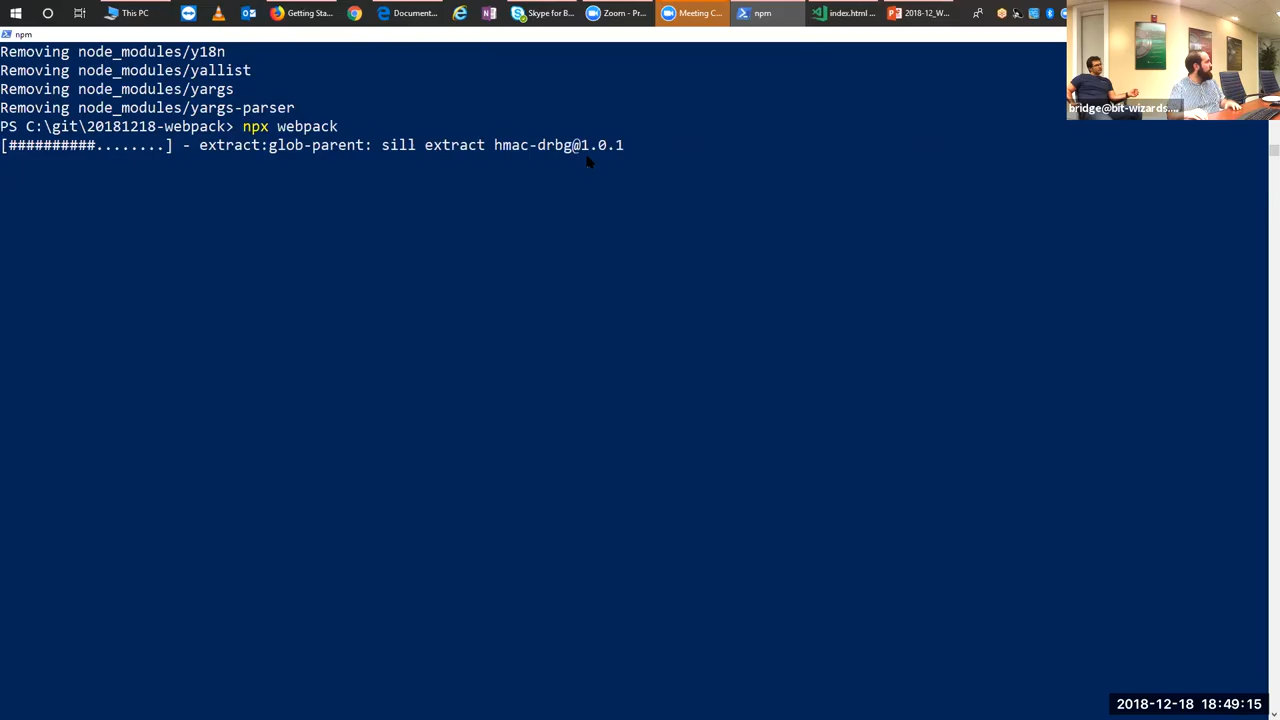 This PC
Getting Sta...
Document...
Skype for B...
Zoom - Pr...
Meeting C...
npm
index.html ...
2018-12_W...
npm
Removing node_modules/y18n
Removing node_modules/yallist
Removing node_modules/yargs
Removing node_modules/yargs-parser
PS C:\git\20181218-webpack> npx webpack
[##########........] - extract:glob-parent: sill extract hmac-drbg@1.0.1
bridge@bit-wizards....
2018-12-18 18:49:15